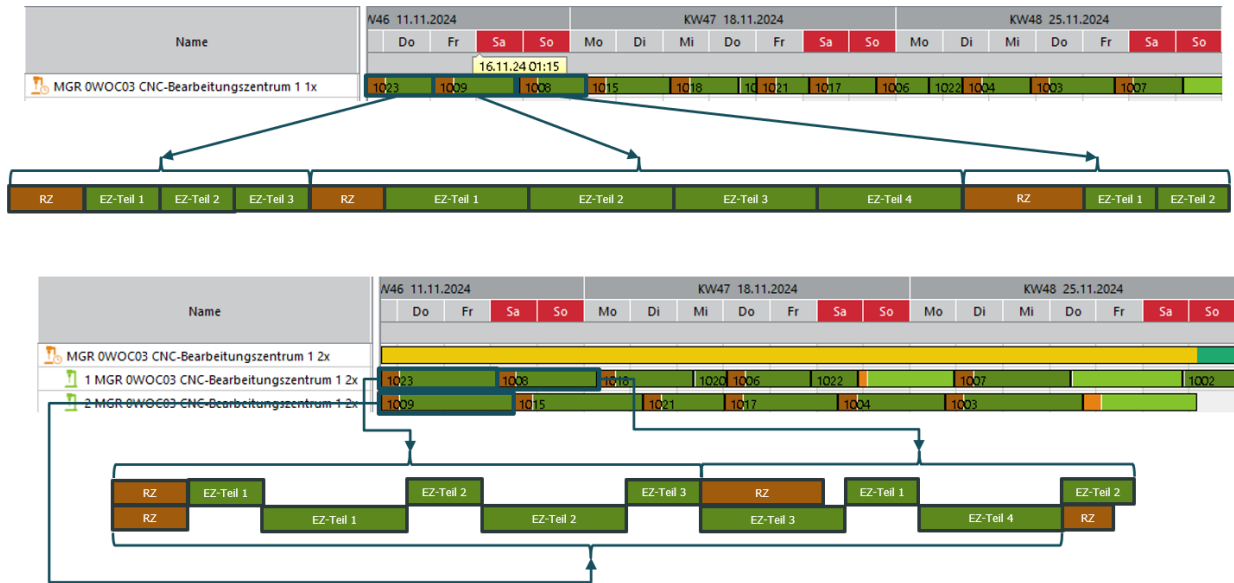 KW46 11.11.2024 KW47 18.11.2024 KW48 25.11.2024
Name
Do Fr Sa So Mo Di Mi Do Fr Sa So Mo Di Mi Do Fr Sa So
16.11.24 01:15
MGR 0WOC03 CNC-Bearbeitungszentrum 1 1x
1023 1009 1008 1015 1018 10 1021 1017 1006 1022 1004 1003 1007
RZ EZ-Teil 1 EZ-Teil 2 EZ-Teil 3 RZ EZ-Teil 1 EZ-Teil 2 EZ-Teil 3 EZ-Teil 4 RZ EZ-Teil 1 EZ-Teil 2
KW46 11.11.2024 KW47 18.11.2024 KW48 25.11.2024
Name
Do Fr Sa So Mo Di Mi Do Fr Sa So Mo Di Mi Do Fr Sa So
MGR 0WOC03 CNC-Bearbeitungszentrum 1 2x
1 MGR 0WOC03 CNC-Bearbeitungszentrum 1 2x
1023 1008 1018 1020 1006 1022 1007 1002
2 MGR 0WOC03 CNC-Bearbeitungszentrum 1 2x
1009 1015 1021 1017 1004 1003
RZ EZ-Teil 1 EZ-Teil 2 EZ-Teil 3 RZ EZ-Teil 1 EZ-Teil 2
RZ EZ-Teil 1 EZ-Teil 2 EZ-Teil 3 EZ-Teil 4 RZ